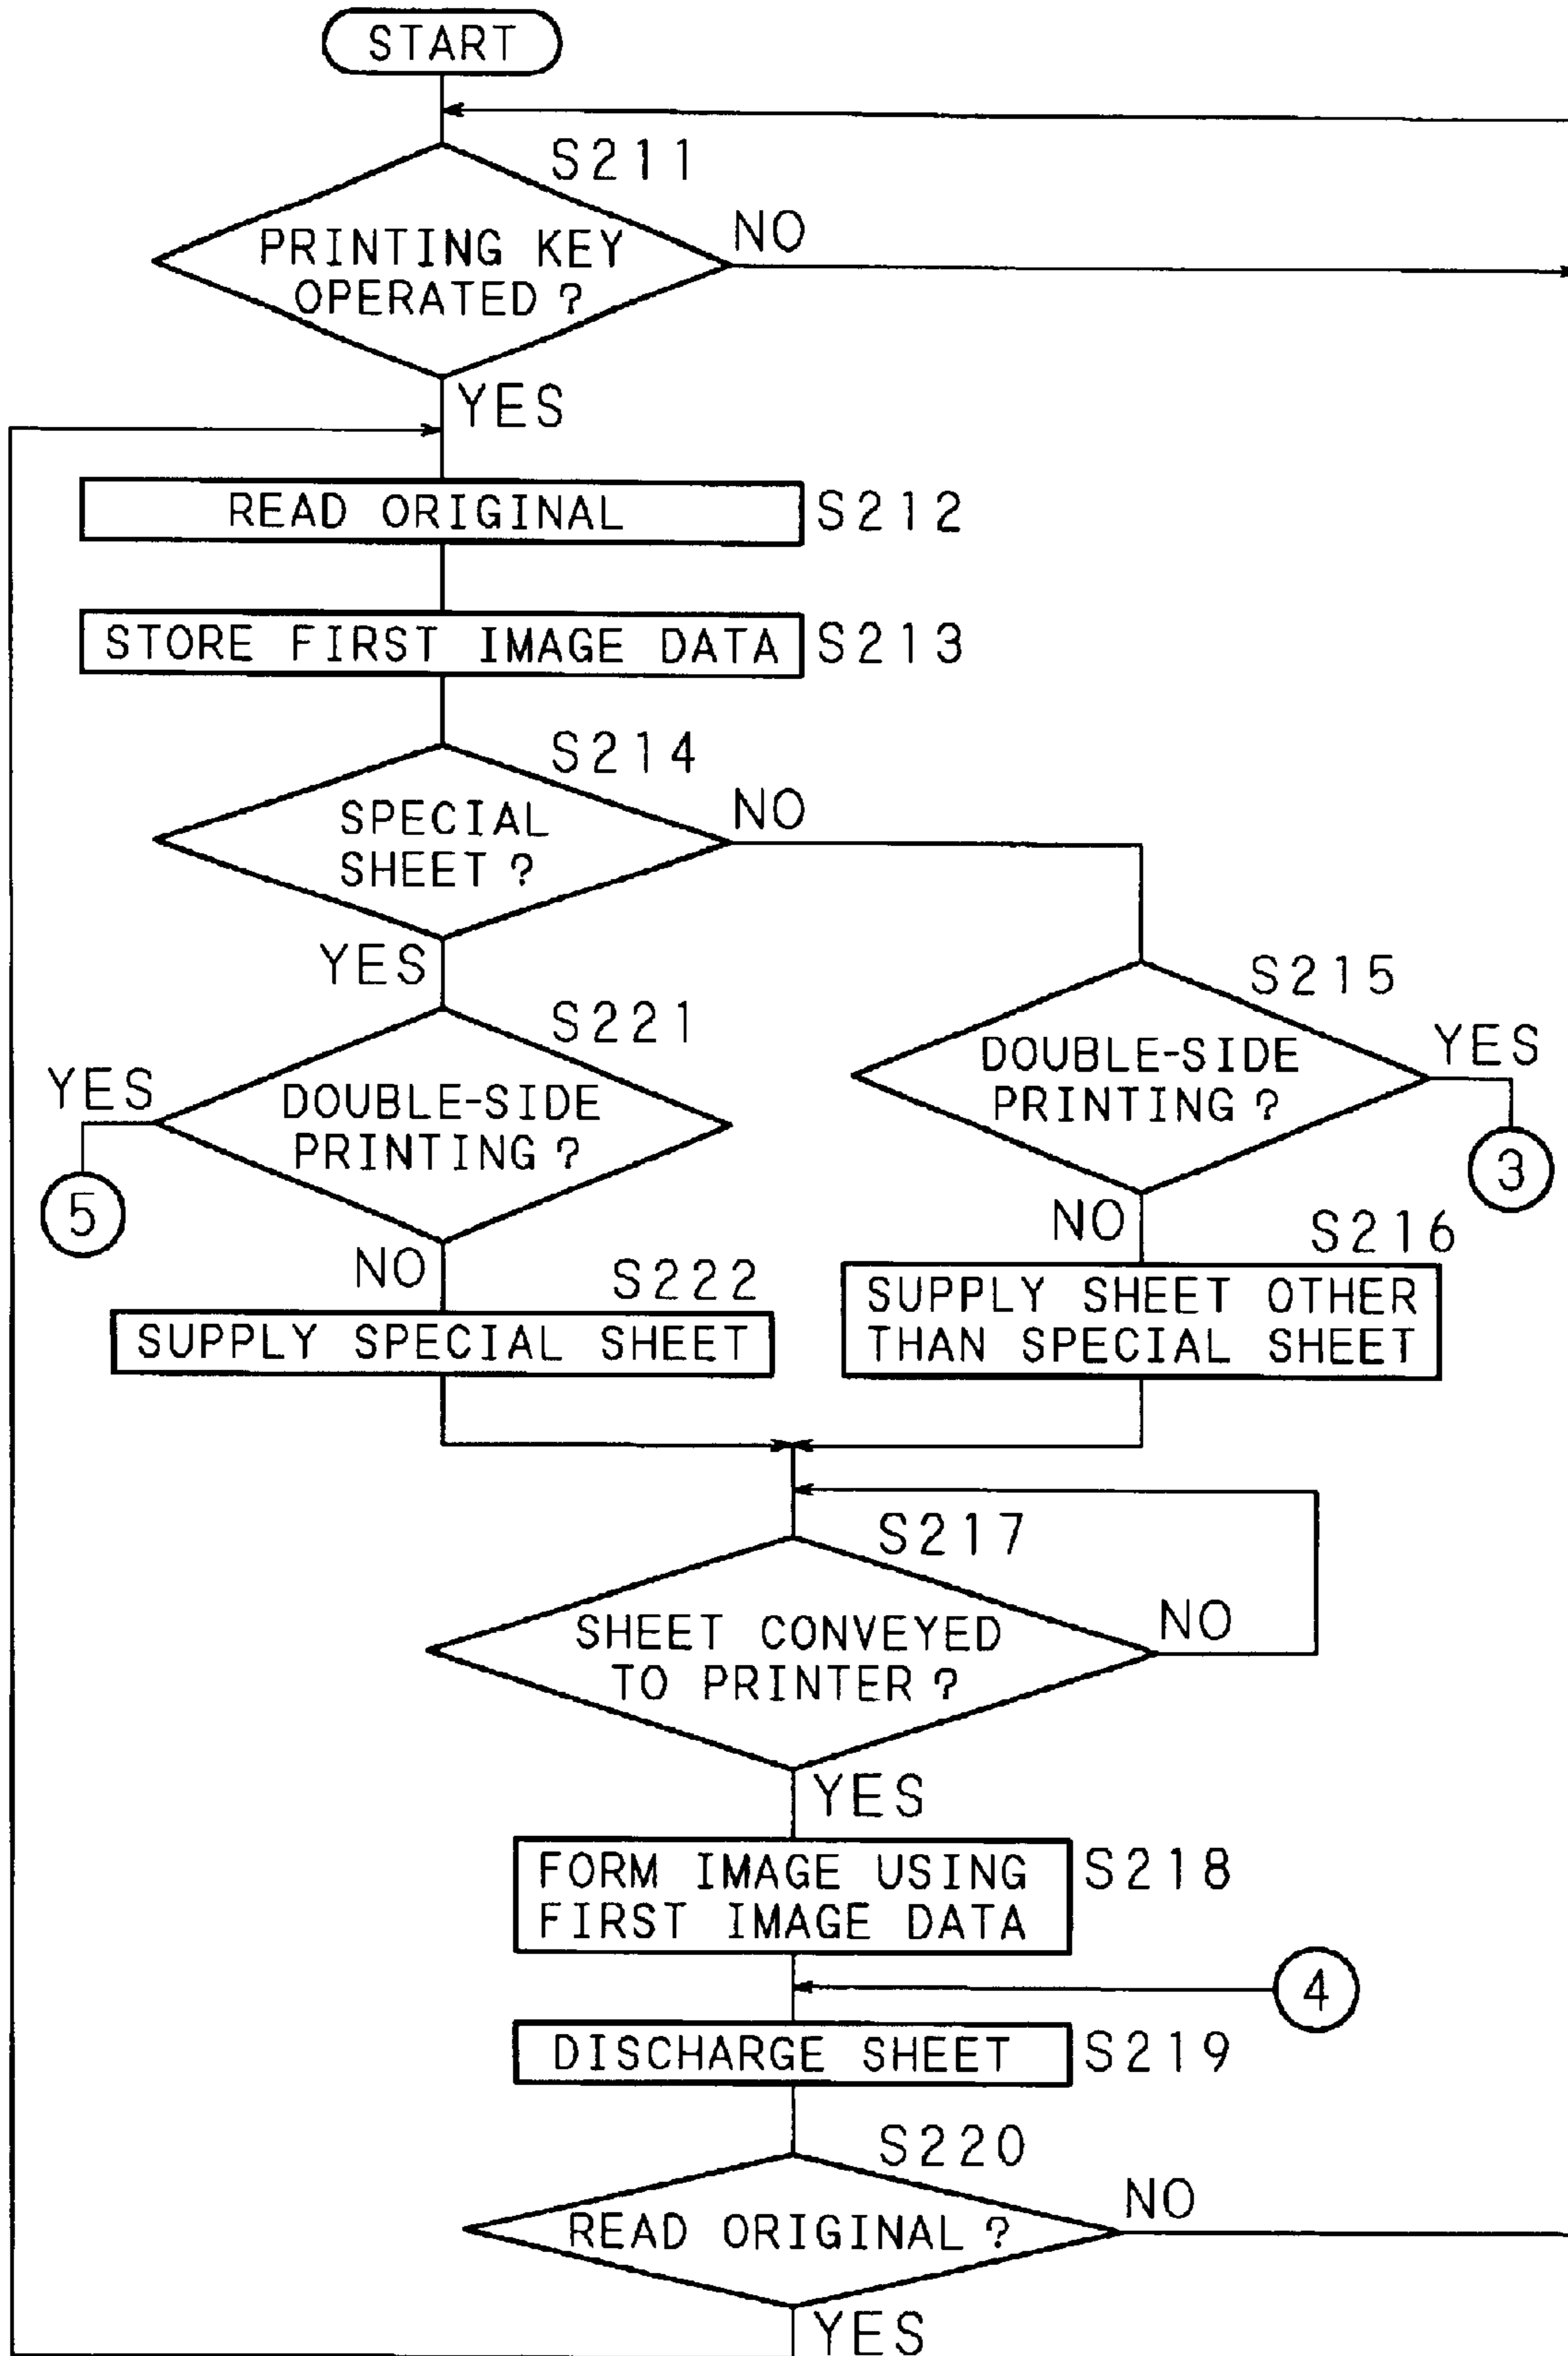 START
S211
PRINTING KEY
OPERATED ?
NO
YES
READ ORIGINAL
S212
STORE FIRST IMAGE DATA
S213
S214
SPECIAL
SHEET ?
NO
YES
S221
DOUBLE-SIDE
PRINTING ?
YES
5
NO
S215
DOUBLE-SIDE
PRINTING ?
YES
3
NO
S222
SUPPLY SPECIAL SHEET
S216
SUPPLY SHEET OTHER
THAN SPECIAL SHEET
S217
SHEET CONVEYED
TO PRINTER ?
NO
YES
FORM IMAGE USING
FIRST IMAGE DATA
S218
4
DISCHARGE SHEET
S219
S220
READ ORIGINAL ?
NO
YES